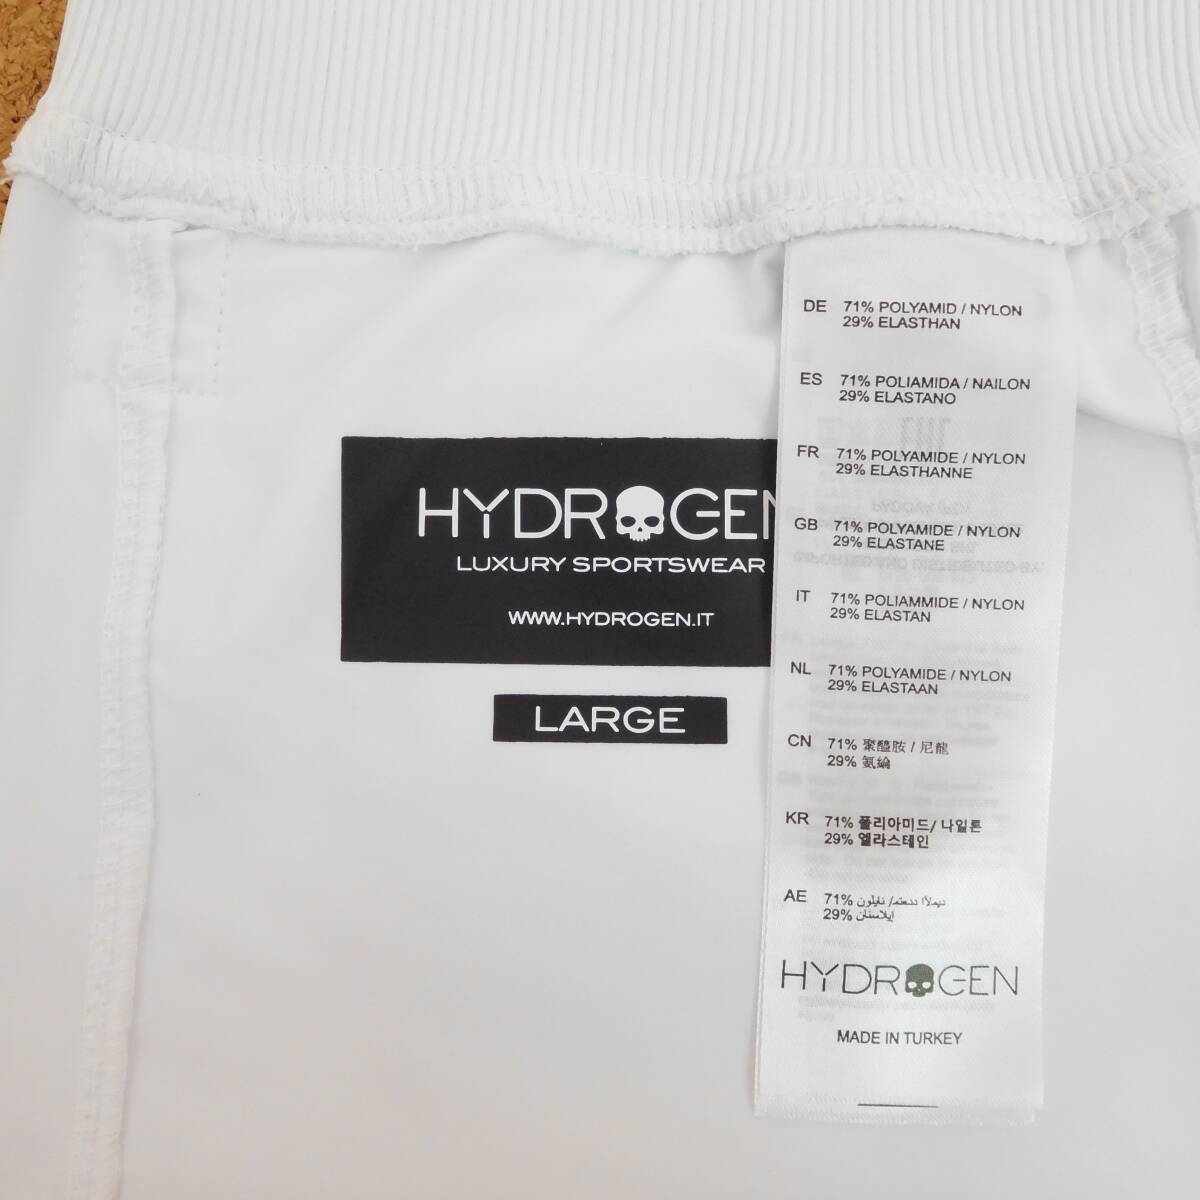 HYDROGEN
LUXURY SPORTSWEAR
WWW.HYDROGEN.IT
LARGE
DE 71% POLYAMID / NYLON
29% ELASTHAN
ES 71% POLIAMIDA / NAILON
29% ELASTANO
FR 71% POLYAMIDE / NYLON
29% ELASTHANNE
GB 71% POLYAMIDE / NYLON
29% ELASTANE
IT 71% POLIAMMIDE / NYLON
29% ELASTAN
NL 71% POLYAMIDE / NYLON
29% ELASTAAN
CN 71% 聚醯胺 / 尼龍
29% 氨綸
KR 71% 폴리아미드/ 나일론
29% 엘라스테인
AE 71% نايلون /متعدد الأميد
29% إيلاستان
HYDROGEN
MADE IN TURKEY